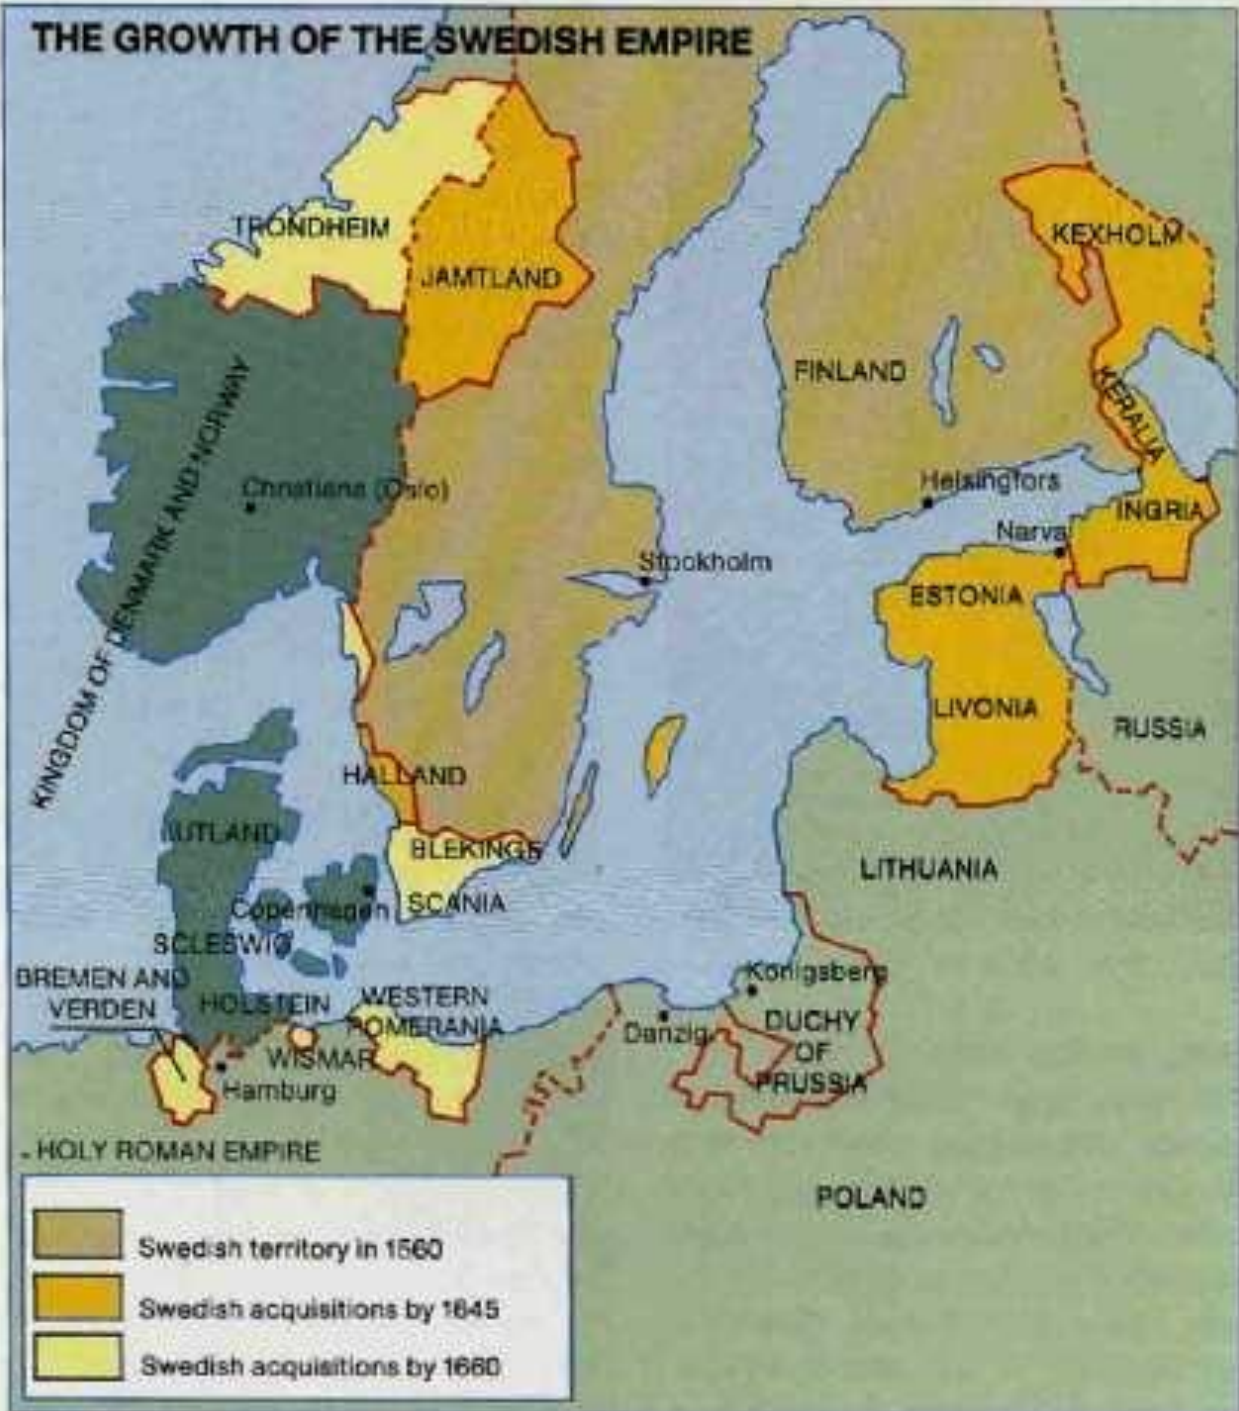 THE GROWTH OF THE SWEDISH EMPIRE
TRONDHEIM
JAMTLAND
KEXHOLM
FINLAND
KERALIA
KINGDOM OF DENMARK AND NORWAY
Christiana (Oslo)
Helsingfors
INGRIA
Narva
Stockholm
ESTONIA
LIVONIA
RUSSIA
HALLAND
JUTLAND
BLEKINGE
LITHUANIA
Copenhagen
SCANIA
SCLESWIG
BREMEN AND
VERDEN
HOLSTEIN
WESTERN
POMERANIA
Königsberg
Danzig
DUCHY
OF
PRUSSIA
WISMAR
Hamburg
HOLY ROMAN EMPIRE
POLAND
Swedish territory in 1560
Swedish acquisitions by 1645
Swedish acquisitions by 1660